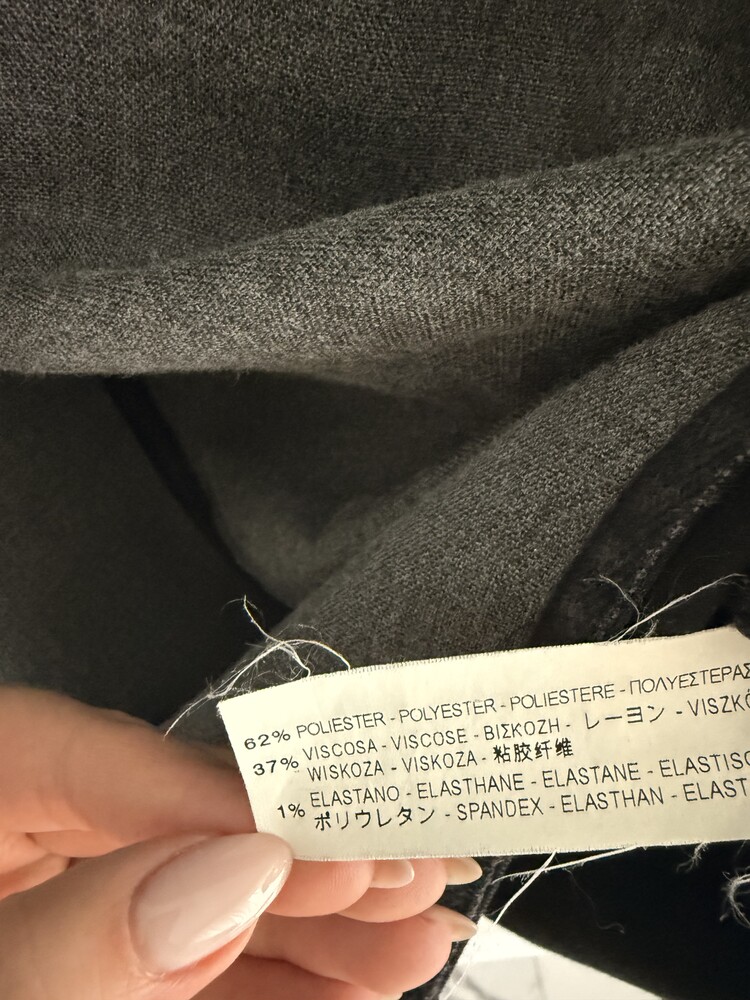 62% POLIESTER - POLYESTER - POLIESTERE - ΠΟΛΥΕΣΤΕΡΑΣ
37% VISCOSA - VISCOSE - ΒΙΣΚΟΖΗ - レーヨン -
WISKOZA - VISKOZA - 粘胶纤维
1% ELASTANO - ELASTHANE - ELASTANE -
ポリウレタン - SPANDEX - ELASTHAN -